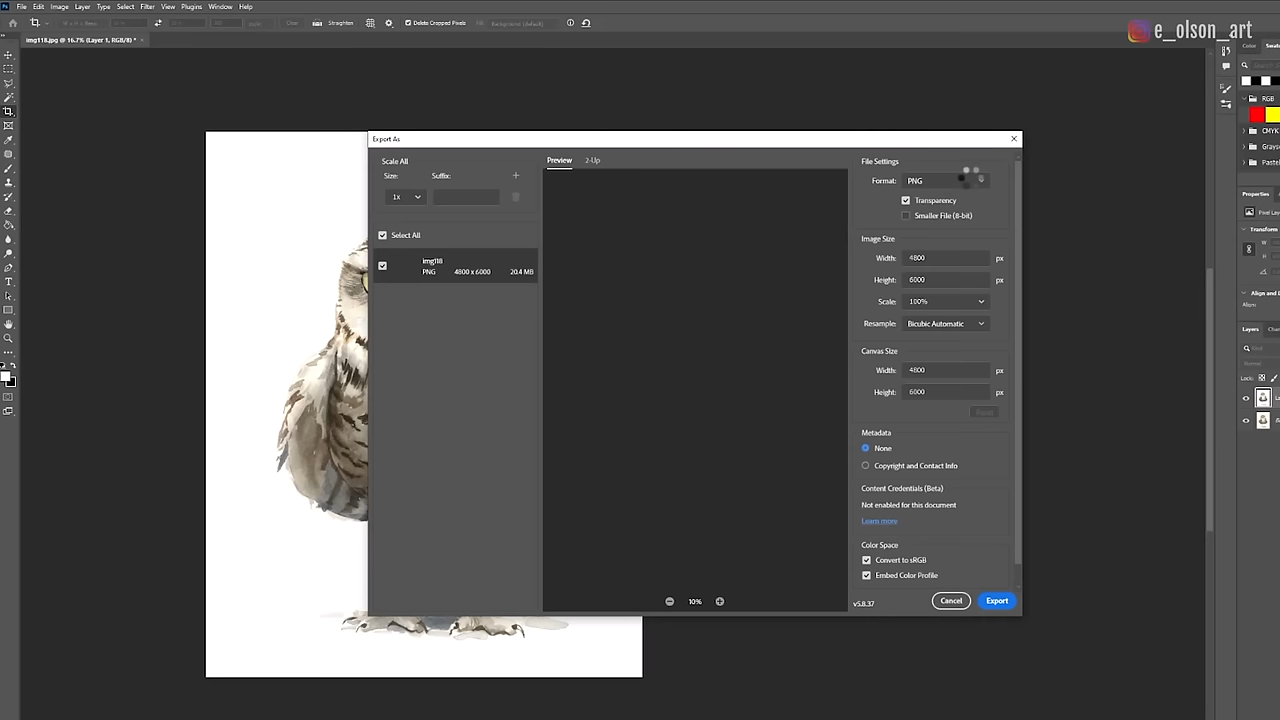 File Edit Image Layer Type Select Filter View Plugins Window Help
Straighten Delete Cropped Pixels
e_olson_art
img118.jpg @ 16.7% (Layer 1, RGB/8) *
Color Swatc
RGB
CMYK
Grays
Pastel
Properties
Pixel Lay
Transform
W
H
Align and D
Align:
Layers Chan
Lock:
Export As
Scale All
Size: Suffix:
1x
Select All
img118
PNG 4800 x 6000 20.4 MB
Preview 2-Up
10%
File Settings
Format: PNG
Transparency
Smaller File (8-bit)
Image Size
Width: 4800 px
Height: 6000 px
Scale: 100%
Resample: Bicubic Automatic
Canvas Size
Width: 4800 px
Height: 6000 px
Reset
Metadata
None
Copyright and Contact Info
Content Credentials (Beta)
Not enabled for this document
Learn more
Color Space
Convert to sRGB
Embed Color Profile
v5.8.37
Cancel Export